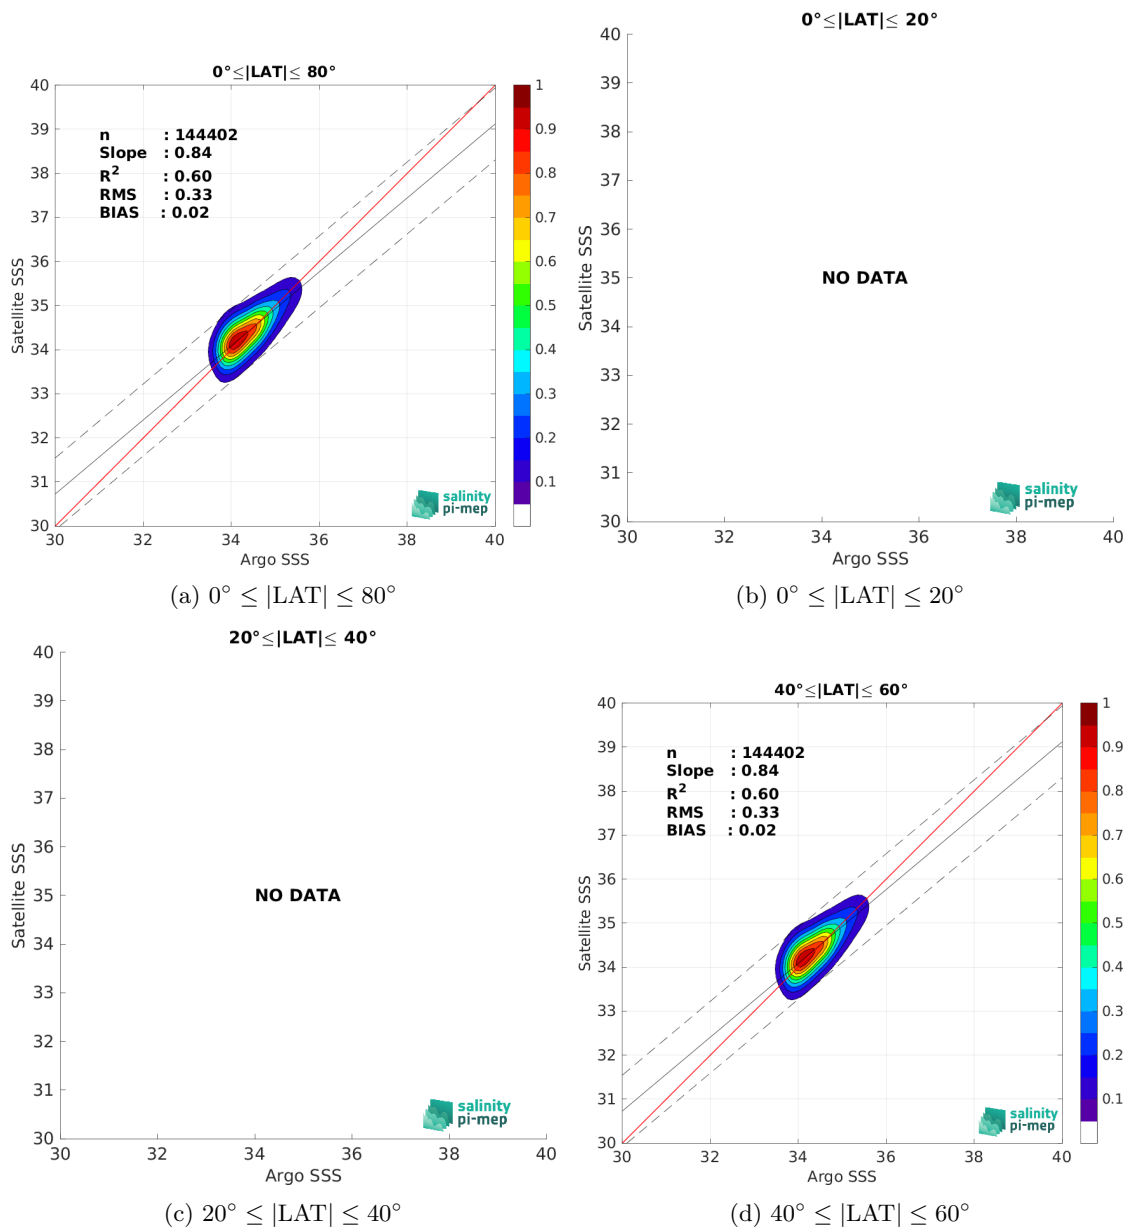 0°≤|LAT|≤ 80°
40
39
38
37
36
35
34
33
32
31
30
Satellite SSS
n : 144402
Slope : 0.84
R² : 0.60
RMS : 0.33
BIAS : 0.02
salinity
pi-mep
30 32 34 36 38 40
Argo SSS
1
0.9
0.8
0.7
0.6
0.5
0.4
0.3
0.2
0.1
(a) 0° ≤ |LAT| ≤ 80°
0°≤|LAT|≤ 20°
40
39
38
37
36
35
34
33
32
31
30
Satellite SSS
NO DATA
salinity
pi-mep
30 32 34 36 38 40
Argo SSS
(b) 0° ≤ |LAT| ≤ 20°
20°≤|LAT|≤ 40°
40
39
38
37
36
35
34
33
32
31
30
Satellite SSS
NO DATA
salinity
pi-mep
30 32 34 36 38 40
Argo SSS
(c) 20° ≤ |LAT| ≤ 40°
40°≤|LAT|≤ 60°
40
39
38
37
36
35
34
33
32
31
30
Satellite SSS
n : 144402
Slope : 0.84
R² : 0.60
RMS : 0.33
BIAS : 0.02
salinity
pi-mep
30 32 34 36 38 40
Argo SSS
1
0.9
0.8
0.7
0.6
0.5
0.4
0.3
0.2
0.1
(d) 40° ≤ |LAT| ≤ 60°